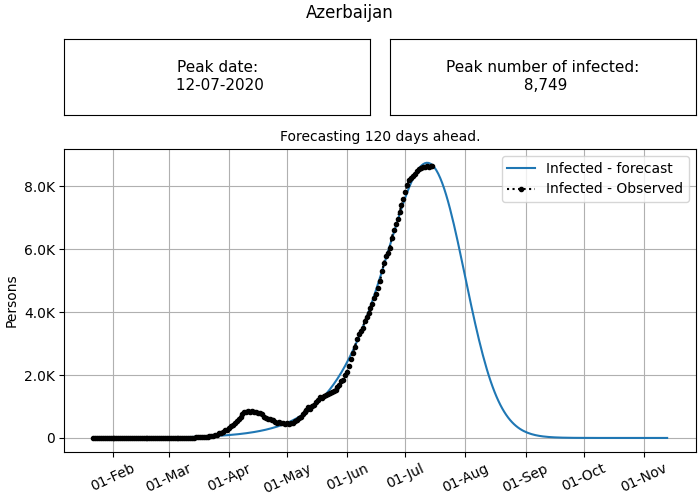 Azerbaijan
Peak date:
12-07-2020
Peak number of infected:
8,749
Forecasting 120 days ahead.
Infected - forecast
Infected - Observed
Persons
8.0K
6.0K
4.0K
2.0K
0
01-Feb
01-Mar
01-Apr
01-May
01-Jun
01-Jul
01-Aug
01-Sep
01-Oct
01-Nov